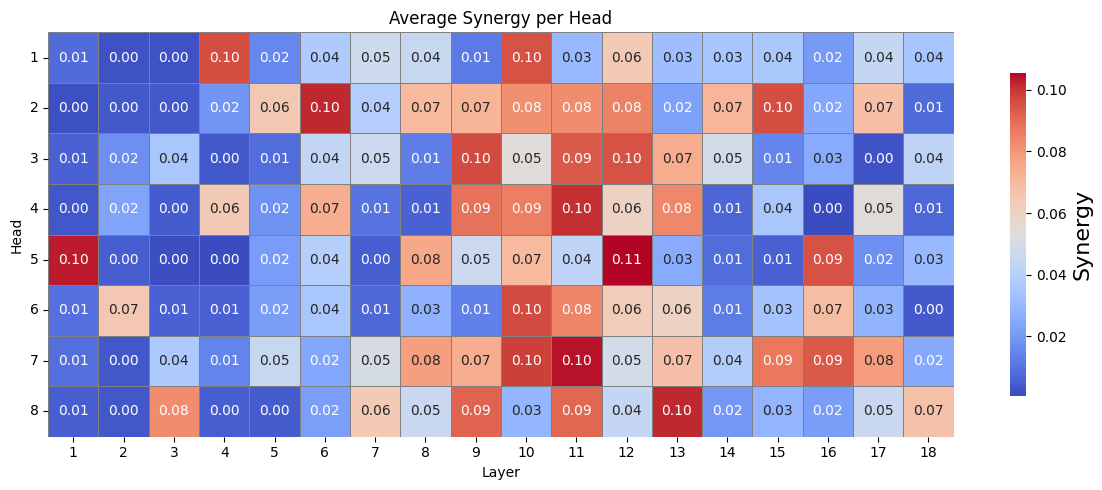 Average Synergy per Head
1 0.01 0.00 0.00 0.10 0.02 0.04 0.05 0.04 0.01 0.10 0.03 0.06 0.03 0.03 0.04 0.02 0.04 0.04
2 0.00 0.00 0.00 0.02 0.06 0.10 0.04 0.07 0.07 0.08 0.08 0.08 0.02 0.07 0.10 0.02 0.07 0.01
3 0.01 0.02 0.04 0.00 0.01 0.04 0.05 0.01 0.10 0.05 0.09 0.10 0.07 0.05 0.01 0.03 0.00 0.04
4 0.00 0.02 0.00 0.06 0.02 0.07 0.01 0.01 0.09 0.09 0.10 0.06 0.08 0.01 0.04 0.00 0.05 0.01
5 0.10 0.00 0.00 0.00 0.02 0.04 0.00 0.08 0.05 0.07 0.04 0.11 0.03 0.01 0.01 0.09 0.02 0.03
6 0.01 0.07 0.01 0.01 0.02 0.04 0.01 0.03 0.01 0.10 0.08 0.06 0.06 0.01 0.03 0.07 0.03 0.00
7 0.01 0.00 0.04 0.01 0.05 0.02 0.05 0.08 0.07 0.10 0.10 0.05 0.07 0.04 0.09 0.09 0.08 0.02
8 0.01 0.00 0.08 0.00 0.00 0.02 0.06 0.05 0.09 0.03 0.09 0.04 0.10 0.02 0.03 0.02 0.05 0.07
1 2 3 4 5 6 7 8 9 10 11 12 13 14 15 16 17 18
Layer
Head
0.10
0.08
0.06
0.04
0.02
Synergy